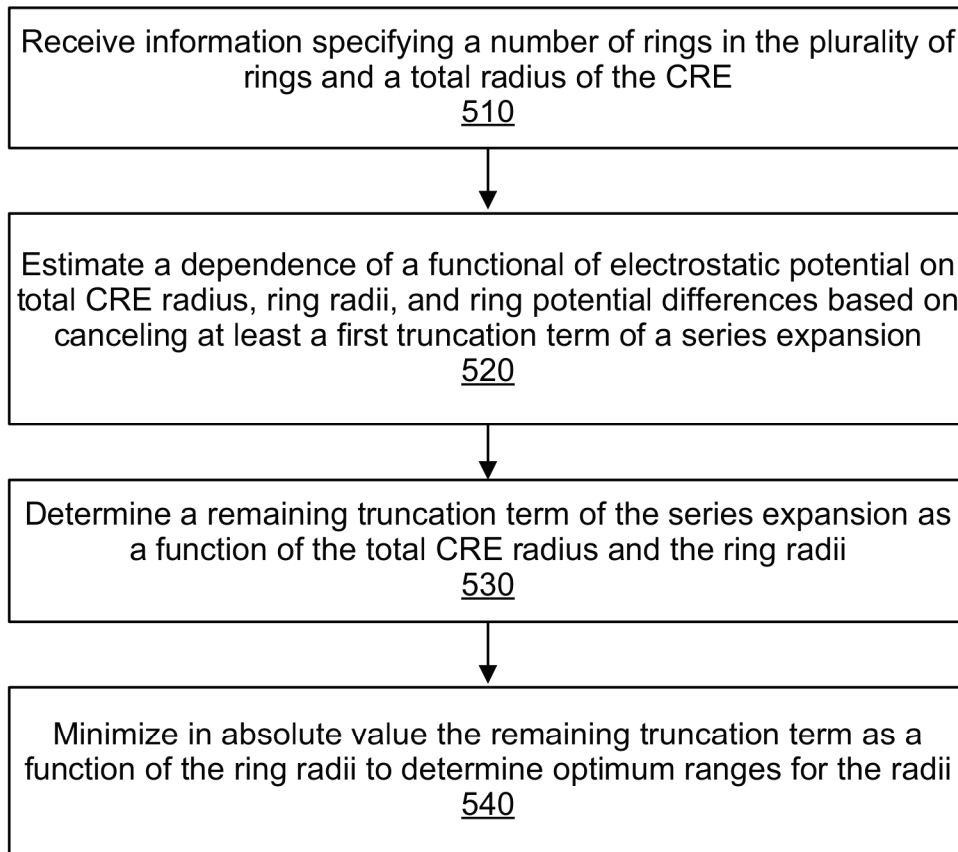 Receive information specifying a number of rings in the plurality of
rings and a total radius of the CRE
510
Estimate a dependence of a functional of electrostatic potential on
total CRE radius, ring radii, and ring potential differences based on
canceling at least a first truncation term of a series expansion
520
Determine a remaining truncation term of the series expansion as
a function of the total CRE radius and the ring radii
530
Minimize in absolute value the remaining truncation term as a
function of the ring radii to determine optimum ranges for the radii
540